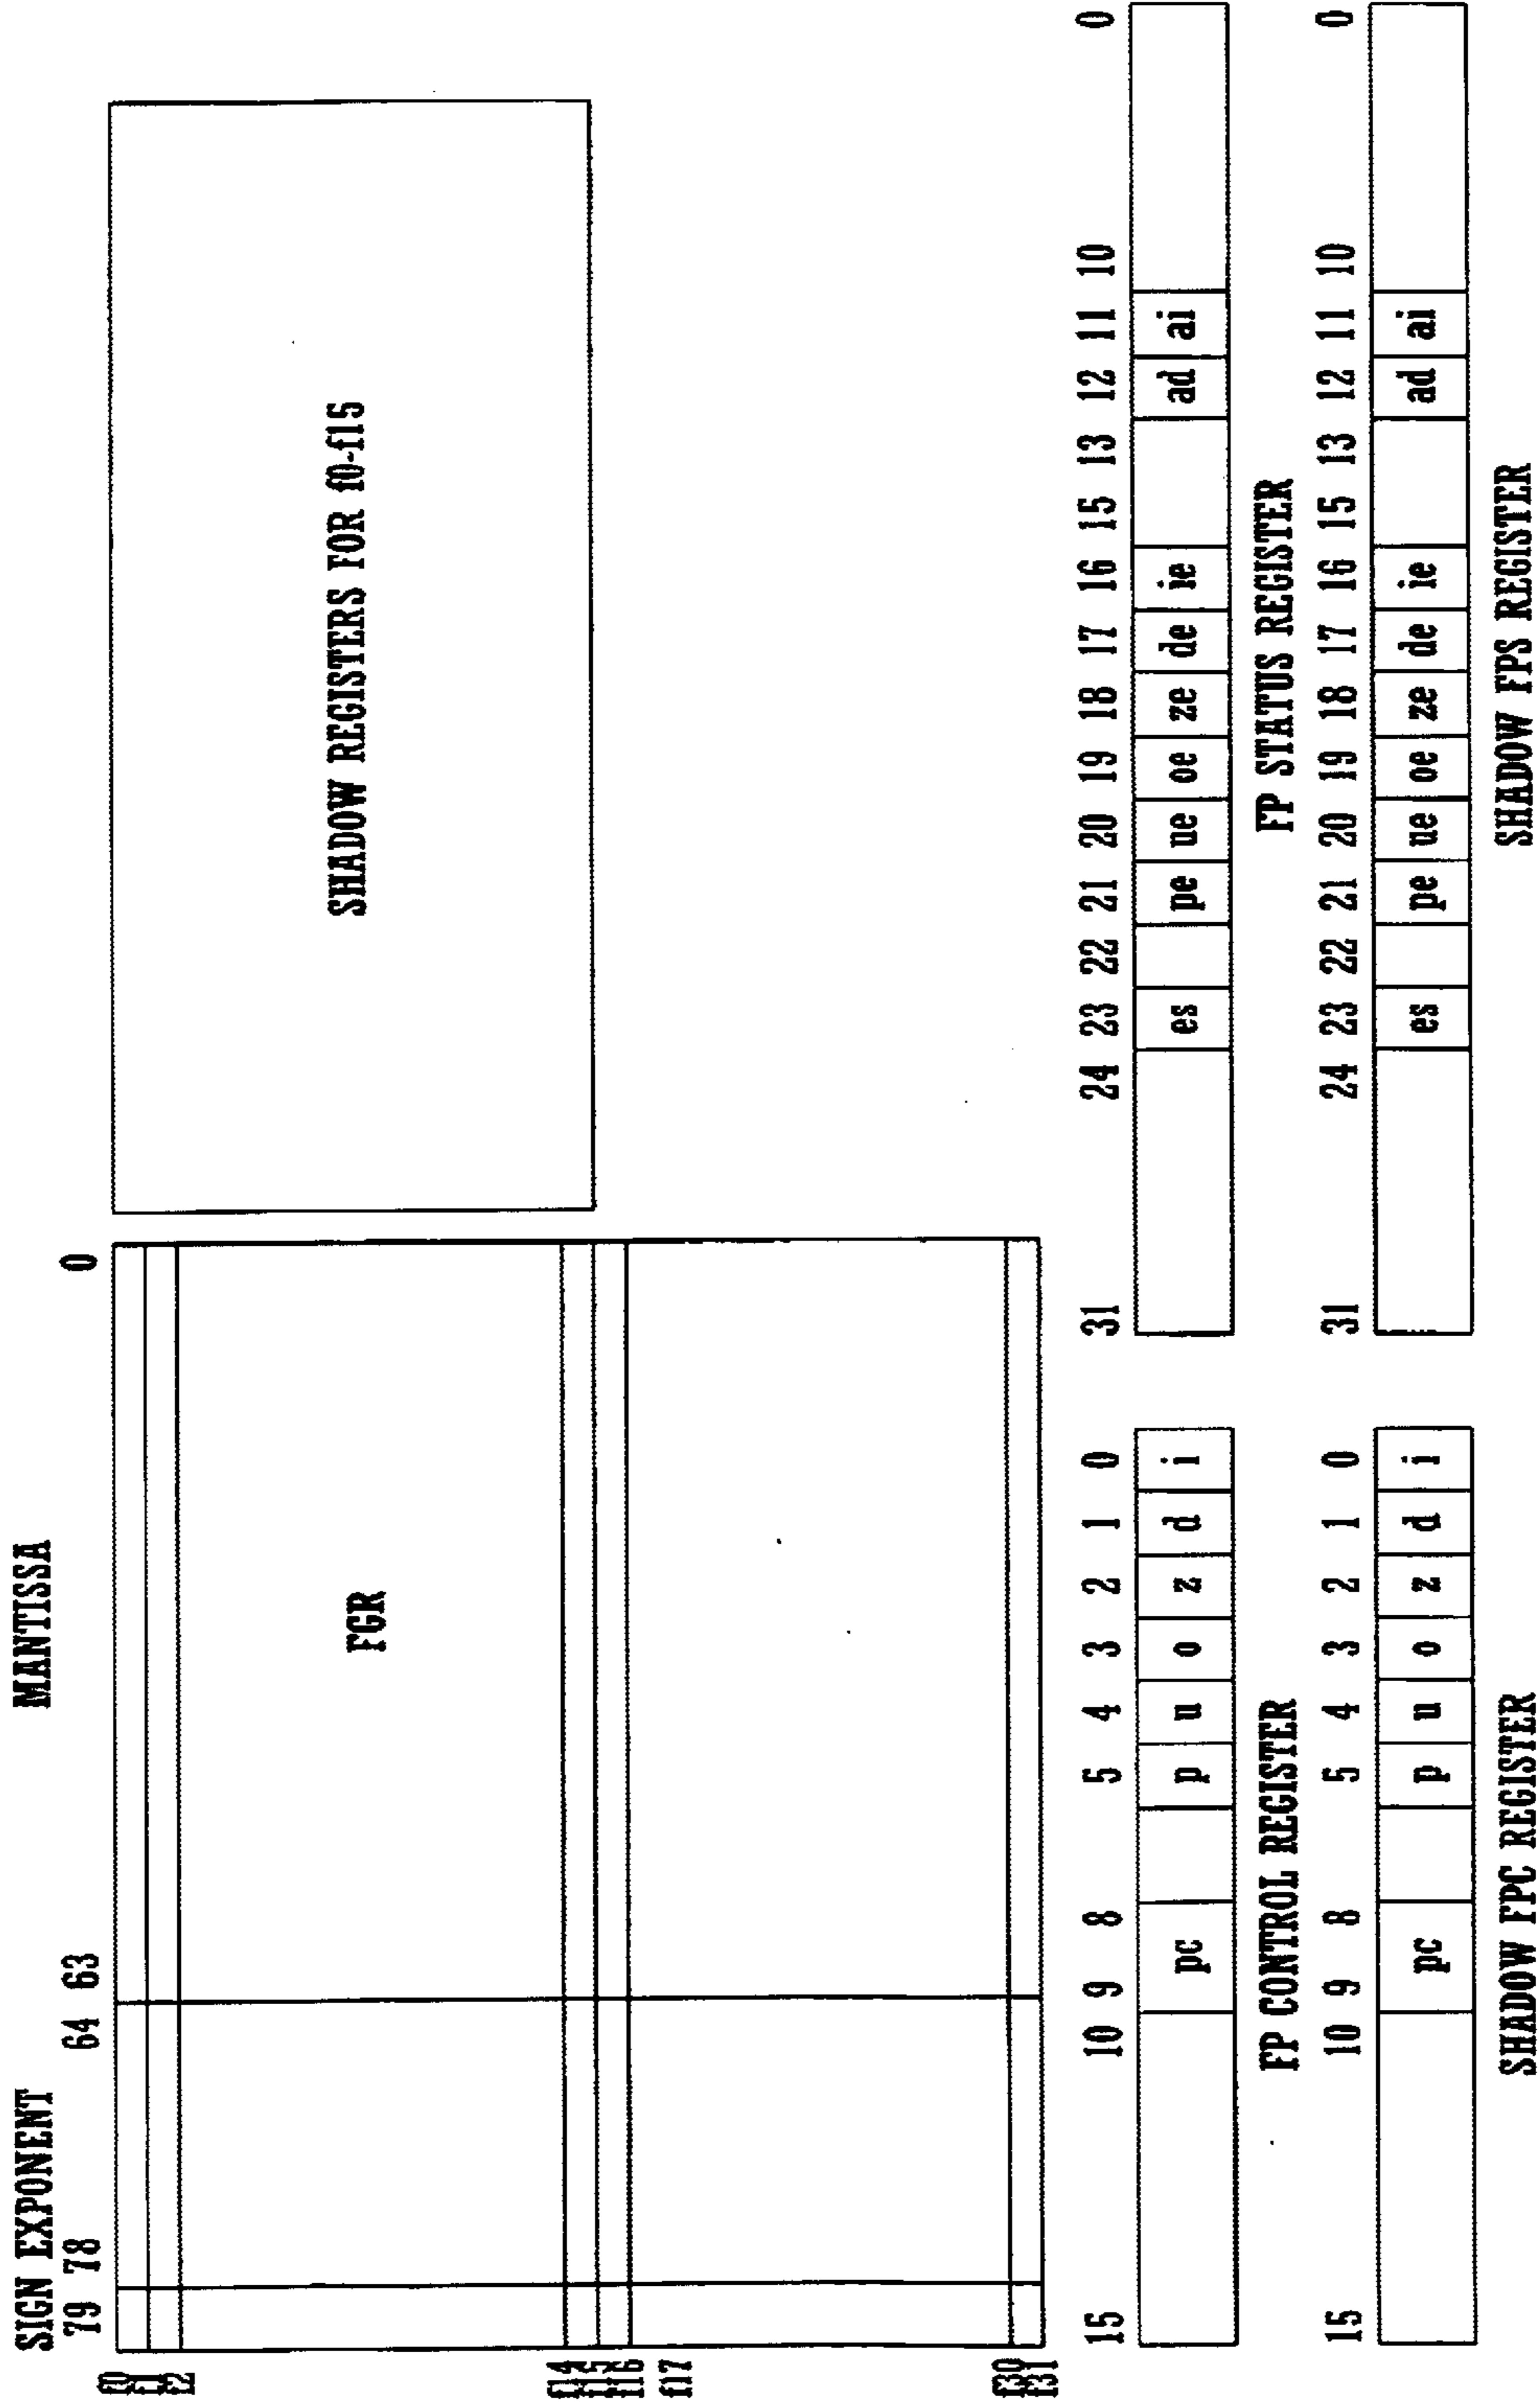 SIGN EXPONENT MANTISSA
79 78 64 63 0
f0
f1
f2
f14
f15
f16
f17
f30
f31
FGR
SHADOW REGISTERS FOR f0-f15
15 10 9 8 5 4 3 2 1 0
pc p u o z d i
FP CONTROL REGISTER
31 24 23 22 21 20 19 18 17 16 15 13 12 11 10 0
es pe ue oe ze de ie ad ai
FP STATUS REGISTER
15 10 9 8 5 4 3 2 1 0
pc p u o z d i
SHADOW FPC REGISTER
31 24 23 22 21 20 19 18 17 16 15 13 12 11 10 0
es pe ue oe ze de ie ad ai
SHADOW FPS REGISTER